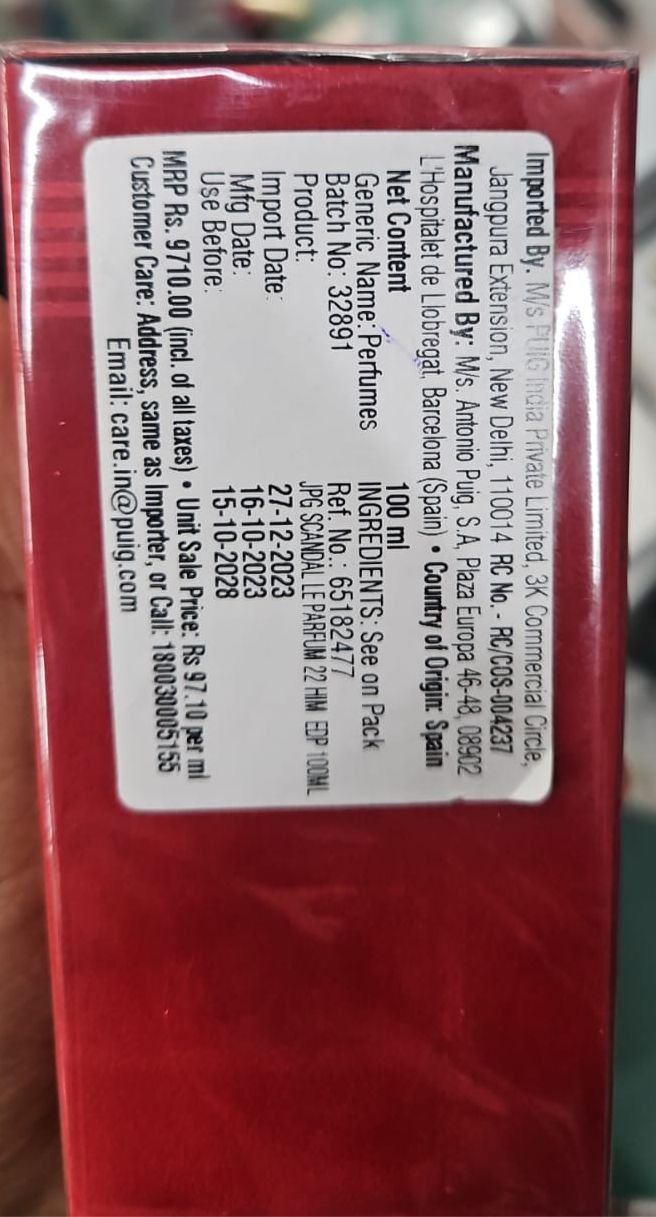 Imported By. M/s PUIG India Private Limited, 3K Commercial Circle,
Jangpura Extension, New Delhi, 110014 RC No. - RC/COS-004237
Manufactured By: M/s. Antonio Puig, S.A, Plaza Europa 46-48, 08902
L'Hospitalet de Llobregat, Barcelona (Spain) • Country of Origin: Spain
Net Content 100 ml
Generic Name: Perfumes INGREDIENTS: See on Pack
Batch No: 32891 Ref. No.: 65182477
Product: JPG SCANDAL LE PARFUM 22 HIM EDP 100ML
Import Date: 27-12-2023
Mfg Date: 16-10-2023
Use Before: 15-10-2028
MRP Rs. 9710.00 (incl. of all taxes) • Unit Sale Price: Rs 97.10 per ml
Customer Care: Address, same as Importer, or Call: 180030005155
Email: care.in@puig.com